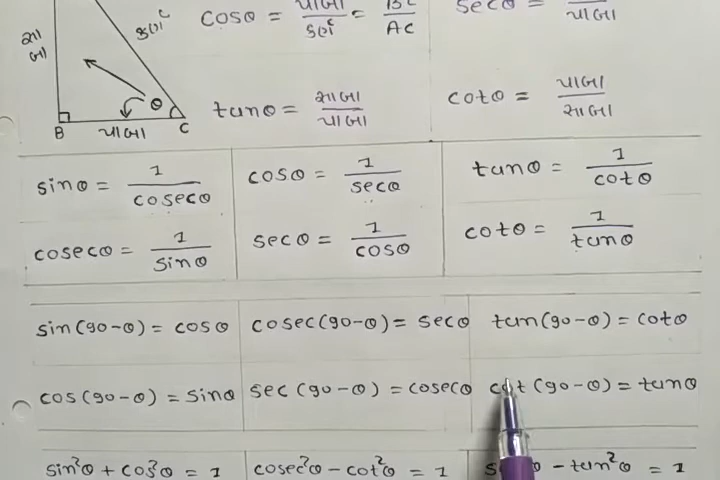 cosθ = પાબા/કર્ણ = BC/AC
secθ =
પાબા
સા
બા
કર્ણ
θ
tanθ = સાબા/પાબા
cotθ = પાબા/સાબા
B પાબા C
sinθ = 1/cosecθ
cosθ = 1/secθ
tanθ = 1/cotθ
cosecθ = 1/sinθ
secθ = 1/cosθ
cotθ = 1/tanθ
sin(90-θ) = cosθ
cosec(90-θ) = secθ
tan(90-θ) = cotθ
cos(90-θ) = sinθ
sec(90-θ) = cosecθ
cot(90-θ) = tanθ
sin²θ + cos²θ = 1
cosec²θ - cot²θ = 1
θ - tan²θ = 1